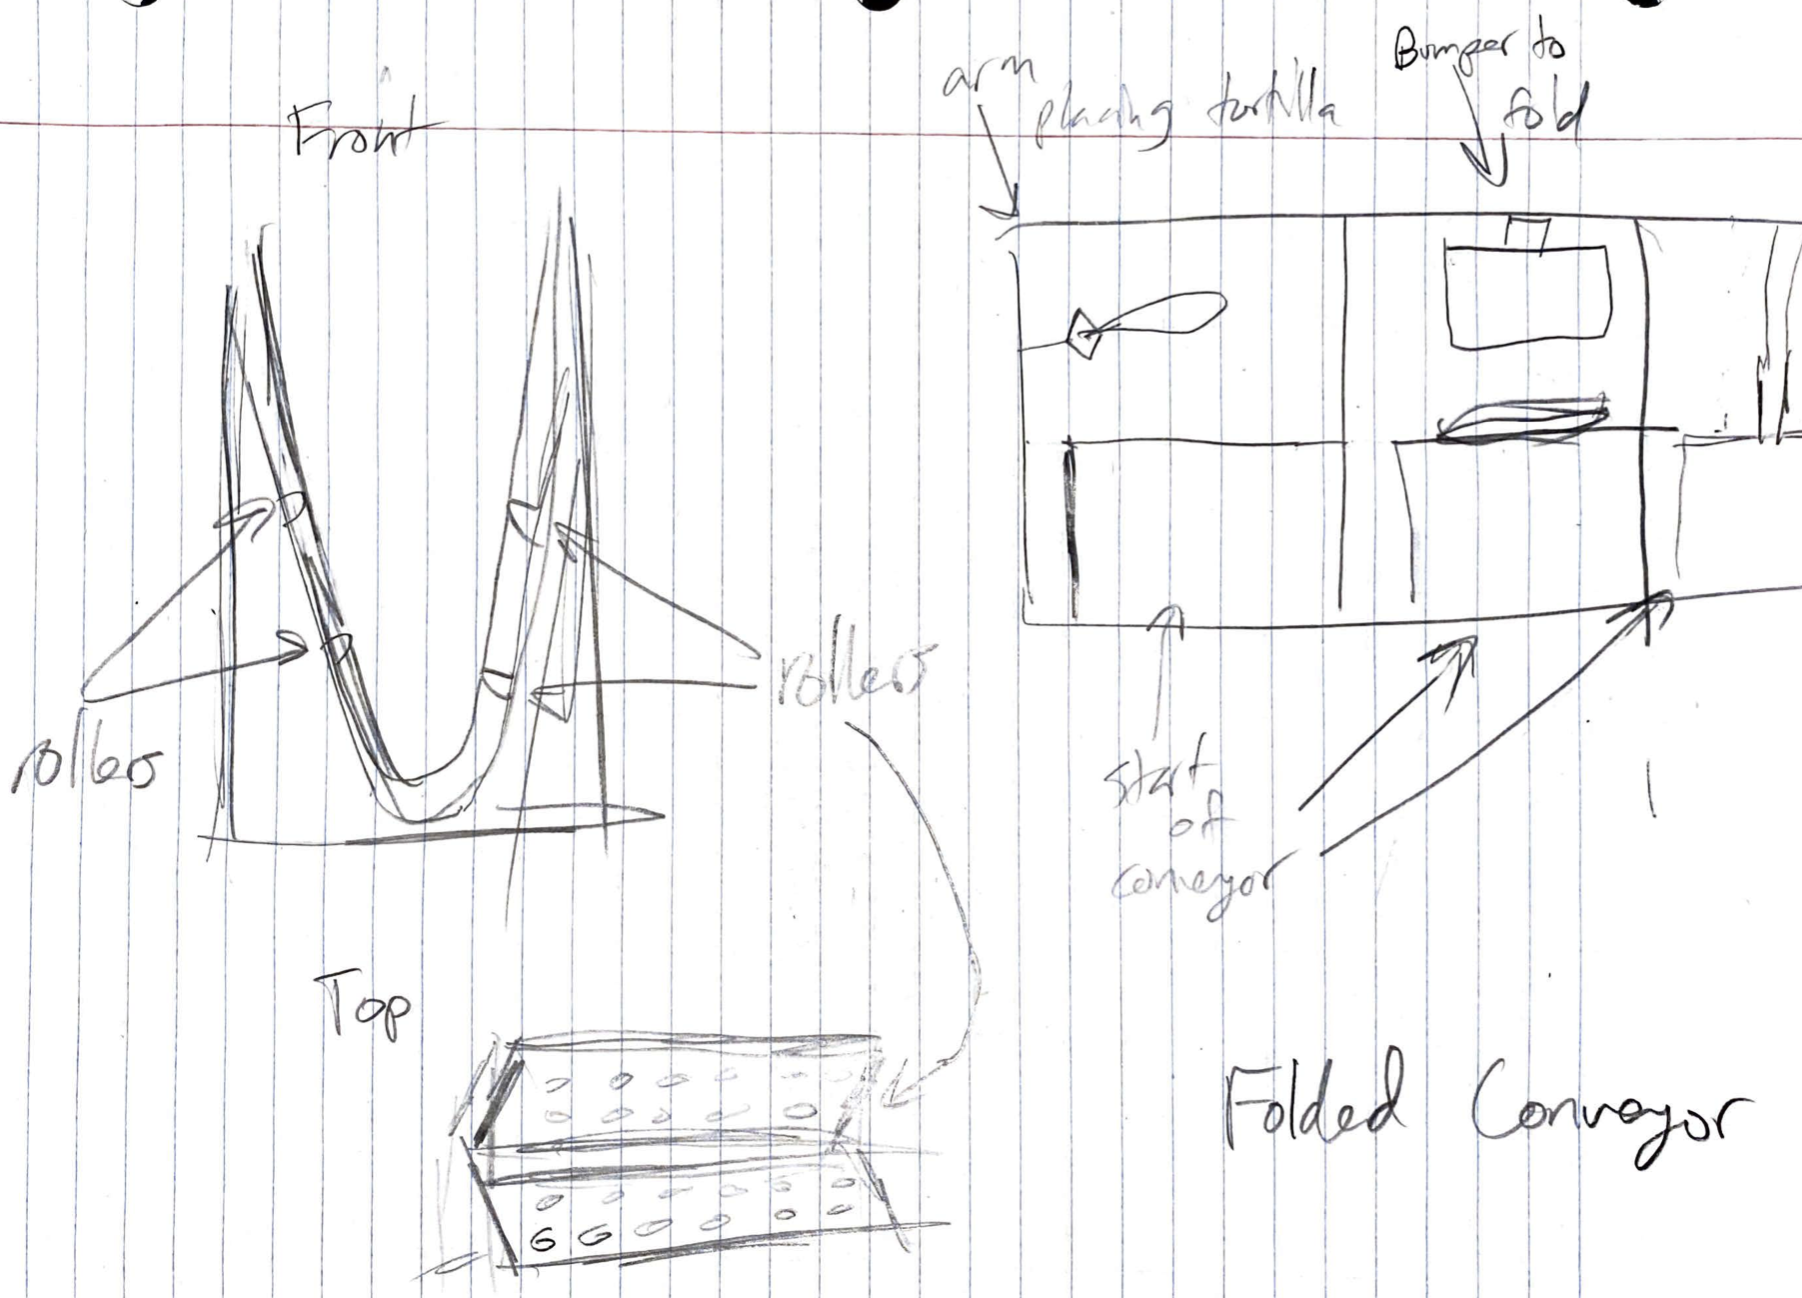 Front
arm
placing tortilla
Bumper to
fold
rollers
rollers
start
of
conveyor
Top
Folded Conveyor